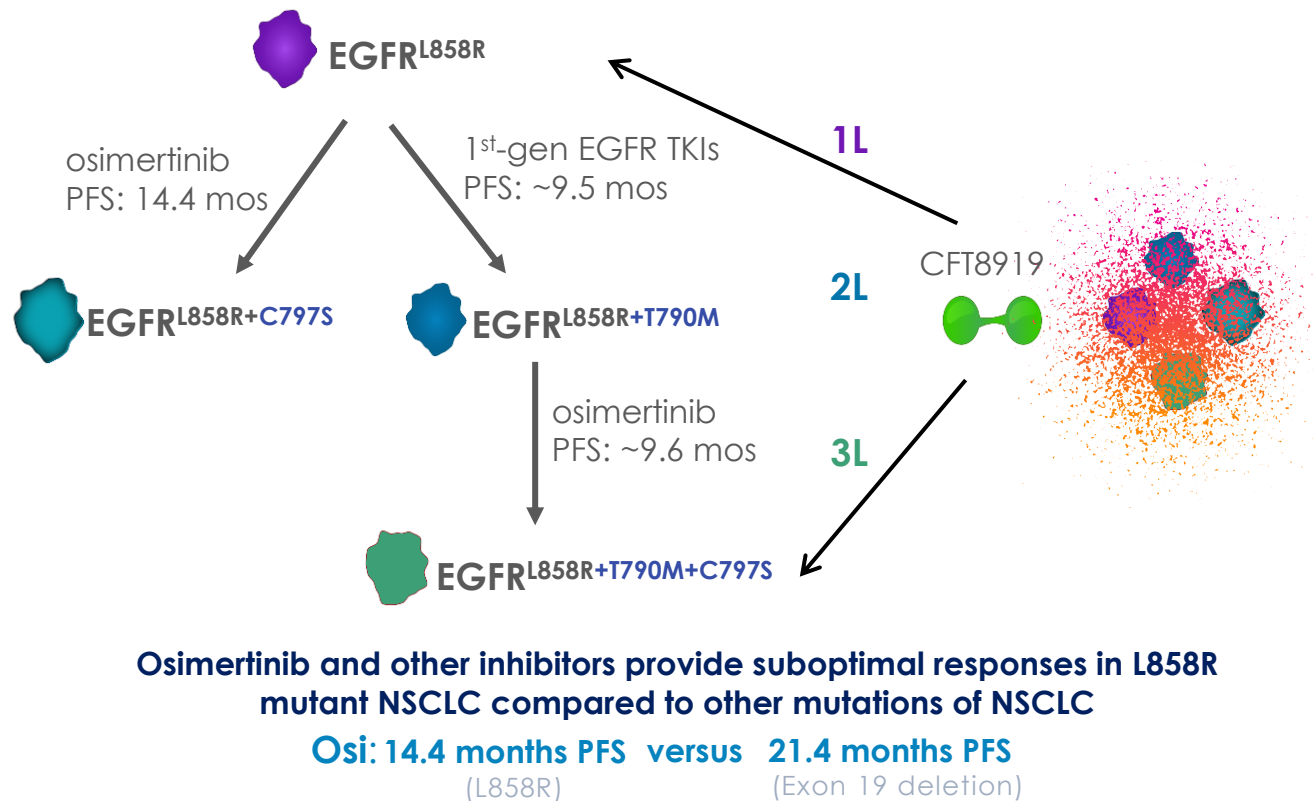 EGFRL858R
osimertinib
PFS: 14.4 mos
1st-gen EGFR TKIs
PFS: ~9.5 mos
1L
CFT8919
2L
EGFRL858R+C797S
EGFRL858R+T790M
osimertinib
PFS: ~9.6 mos
3L
EGFRL858R+T790M+C797S
Osimertinib and other inhibitors provide suboptimal responses in L858R
mutant NSCLC compared to other mutations of NSCLC
Osi: 14.4 months PFS versus 21.4 months PFS
(L858R) (Exon 19 deletion)